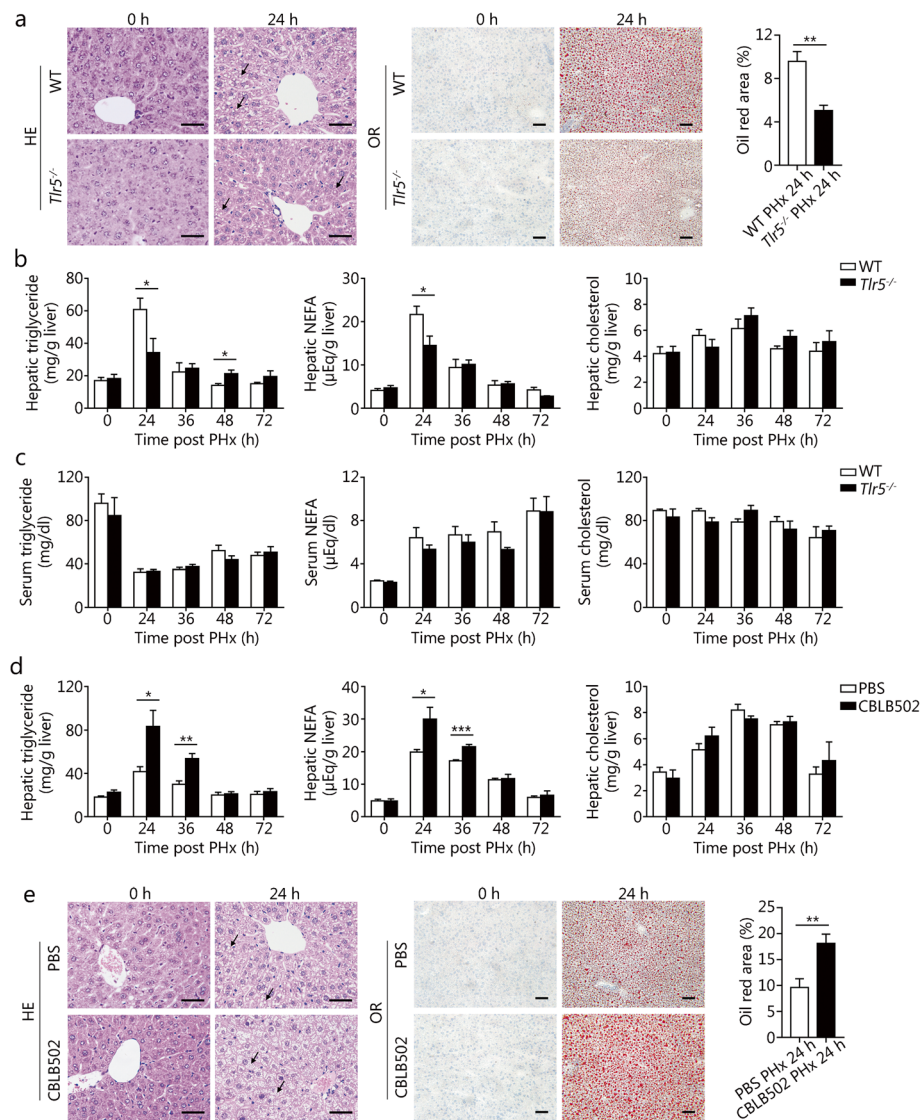 a
0 h
24 h
0 h
24 h
HE
WT
Tlr5-/-
OR
WT
Tlr5-/-
Oil red area (%)
12
8
4
0
**
WT PHx 24 h
Tlr5-/- PHx 24 h
b
Hepatic triglyceride
(mg/g liver)
80
60
40
20
0
*
*
0 24 36 48 72
Time post PHx (h)
Hepatic NEFA
(μEq/g liver)
30
20
10
0
*
0 24 36 48 72
Time post PHx (h)
Hepatic cholesterol
(mg/g liver)
10
8
6
4
2
0
0 24 36 48 72
Time post PHx (h)
WT
Tlr5-/-
c
Serum triglyceride
(mg/dl)
120
80
40
0
0 24 36 48 72
Time post PHx (h)
Serum NEFA
(μEq/dl)
12
8
4
0
0 24 36 48 72
Time post PHx (h)
Serum cholesterol
(mg/dl)
120
80
40
0
0 24 36 48 72
Time post PHx (h)
WT
Tlr5-/-
d
Hepatic triglyceride
(mg/g liver)
120
80
40
0
*
**
0 24 36 48 72
Time post PHx (h)
Hepatic NEFA
(μEq/g liver)
40
30
20
10
0
*
***
0 24 36 48 72
Time post PHx (h)
Hepatic cholesterol
(mg/g liver)
10
8
6
4
2
0
0 24 36 48 72
Time post PHx (h)
PBS
CBLB502
e
0 h
24 h
0 h
24 h
HE
PBS
CBLB502
OR
PBS
CBLB502
Oil red area (%)
25
20
15
10
5
0
**
PBS PHx 24 h
CBLB502 PHx 24 h